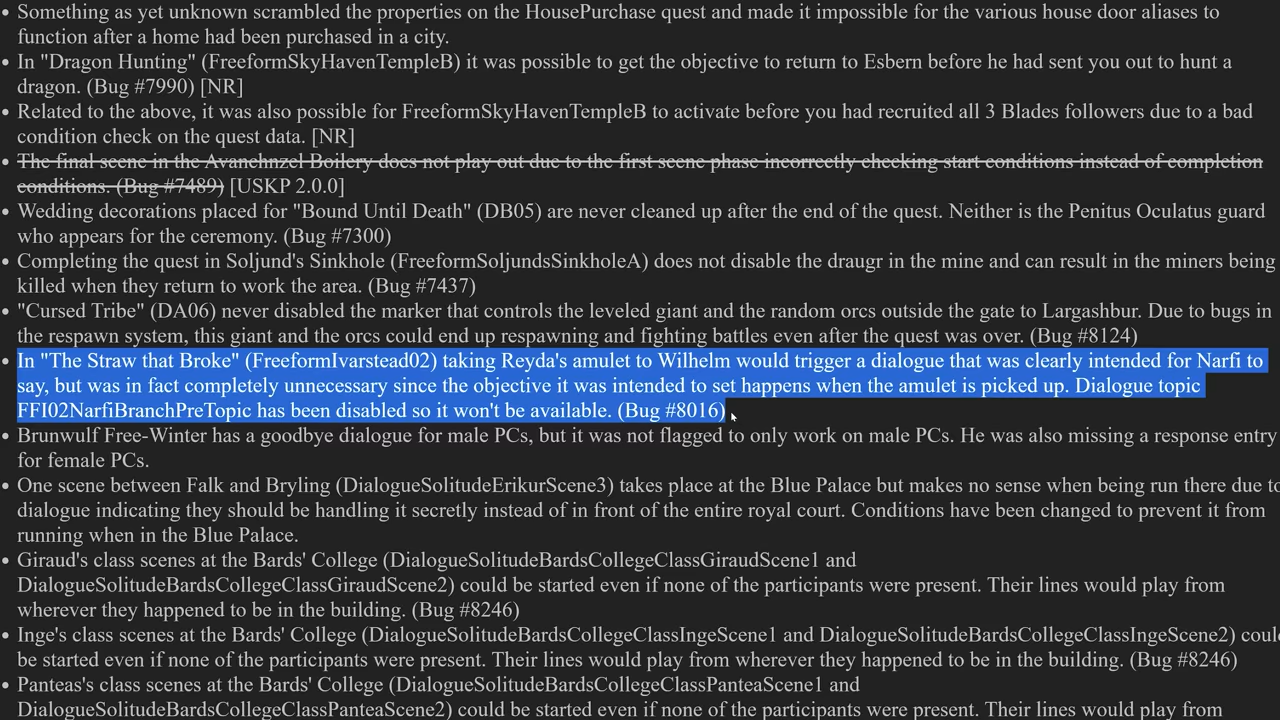 • Something as yet unknown scrambled the properties on the HousePurchase quest and made it impossible for the various house door aliases to
function after a home had been purchased in a city.
• In "Dragon Hunting" (FreeformSkyHavenTempleB) it was possible to get the objective to return to Esbern before he had sent you out to hunt a
dragon. (Bug #7990) [NR]
• Related to the above, it was also possible for FreeformSkyHavenTempleB to activate before you had recruited all 3 Blades followers due to a bad
condition check on the quest data. [NR]
• The final scene in the Avanchnzel Boilery does not play out due to the first scene phase incorrectly checking start conditions instead of completion
conditions. (Bug #7489) [USKP 2.0.0]
• Wedding decorations placed for "Bound Until Death" (DB05) are never cleaned up after the end of the quest. Neither is the Penitus Oculatus guard
who appears for the ceremony. (Bug #7300)
• Completing the quest in Soljund's Sinkhole (FreeformSoljundsSinkholeA) does not disable the draugr in the mine and can result in the miners being
killed when they return to work the area. (Bug #7437)
• "Cursed Tribe" (DA06) never disabled the marker that controls the leveled giant and the random orcs outside the gate to Largashbur. Due to bugs in
the respawn system, this giant and the orcs could end up respawning and fighting battles even after the quest was over. (Bug #8124)
• In "The Straw that Broke" (FreeformIvarstead02) taking Reyda's amulet to Wilhelm would trigger a dialogue that was clearly intended for Narfi to
say, but was in fact completely unnecessary since the objective it was intended to set happens when the amulet is picked up. Dialogue topic
FFI02NarfiBranchPreTopic has been disabled so it won't be available. (Bug #8016)
• Brunwulf Free-Winter has a goodbye dialogue for male PCs, but it was not flagged to only work on male PCs. He was also missing a response entry
for female PCs.
• One scene between Falk and Bryling (DialogueSolitudeErikurScene3) takes place at the Blue Palace but makes no sense when being run there due to
dialogue indicating they should be handling it secretly instead of in front of the entire royal court. Conditions have been changed to prevent it from
running when in the Blue Palace.
• Giraud's class scenes at the Bards' College (DialogueSolitudeBardsCollegeClassGiraudScene1 and
DialogueSolitudeBardsCollegeClassGiraudScene2) could be started even if none of the participants were present. Their lines would play from
wherever they happened to be in the building. (Bug #8246)
• Inge's class scenes at the Bards' College (DialogueSolitudeBardsCollegeClassIngeScene1 and DialogueSolitudeBardsCollegeClassIngeScene2) could
be started even if none of the participants were present. Their lines would play from wherever they happened to be in the building. (Bug #8246)
• Panteas's class scenes at the Bards' College (DialogueSolitudeBardsCollegeClassPanteaScene1 and
DialogueSolitudeBardsCollegeClassPanteaScene2) could be started even if none of the participants were present. Their lines would play from